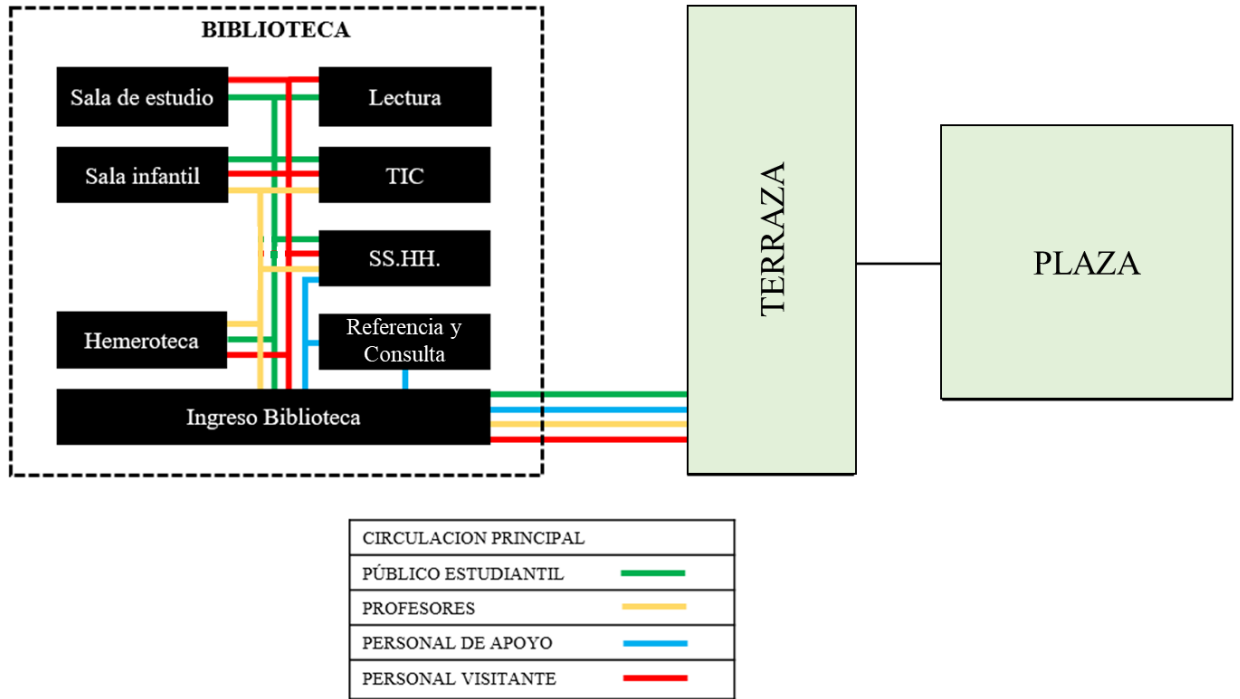 BIBLIOTECA
Sala de estudio
Lectura
Sala infantil
TIC
SS.HH.
Hemeroteca
Referencia y
Consulta
Ingreso Biblioteca
TERRAZA
PLAZA
CIRCULACION PRINCIPAL
PÚBLICO ESTUDIANTIL
PROFESORES
PERSONAL DE APOYO
PERSONAL VISITANTE